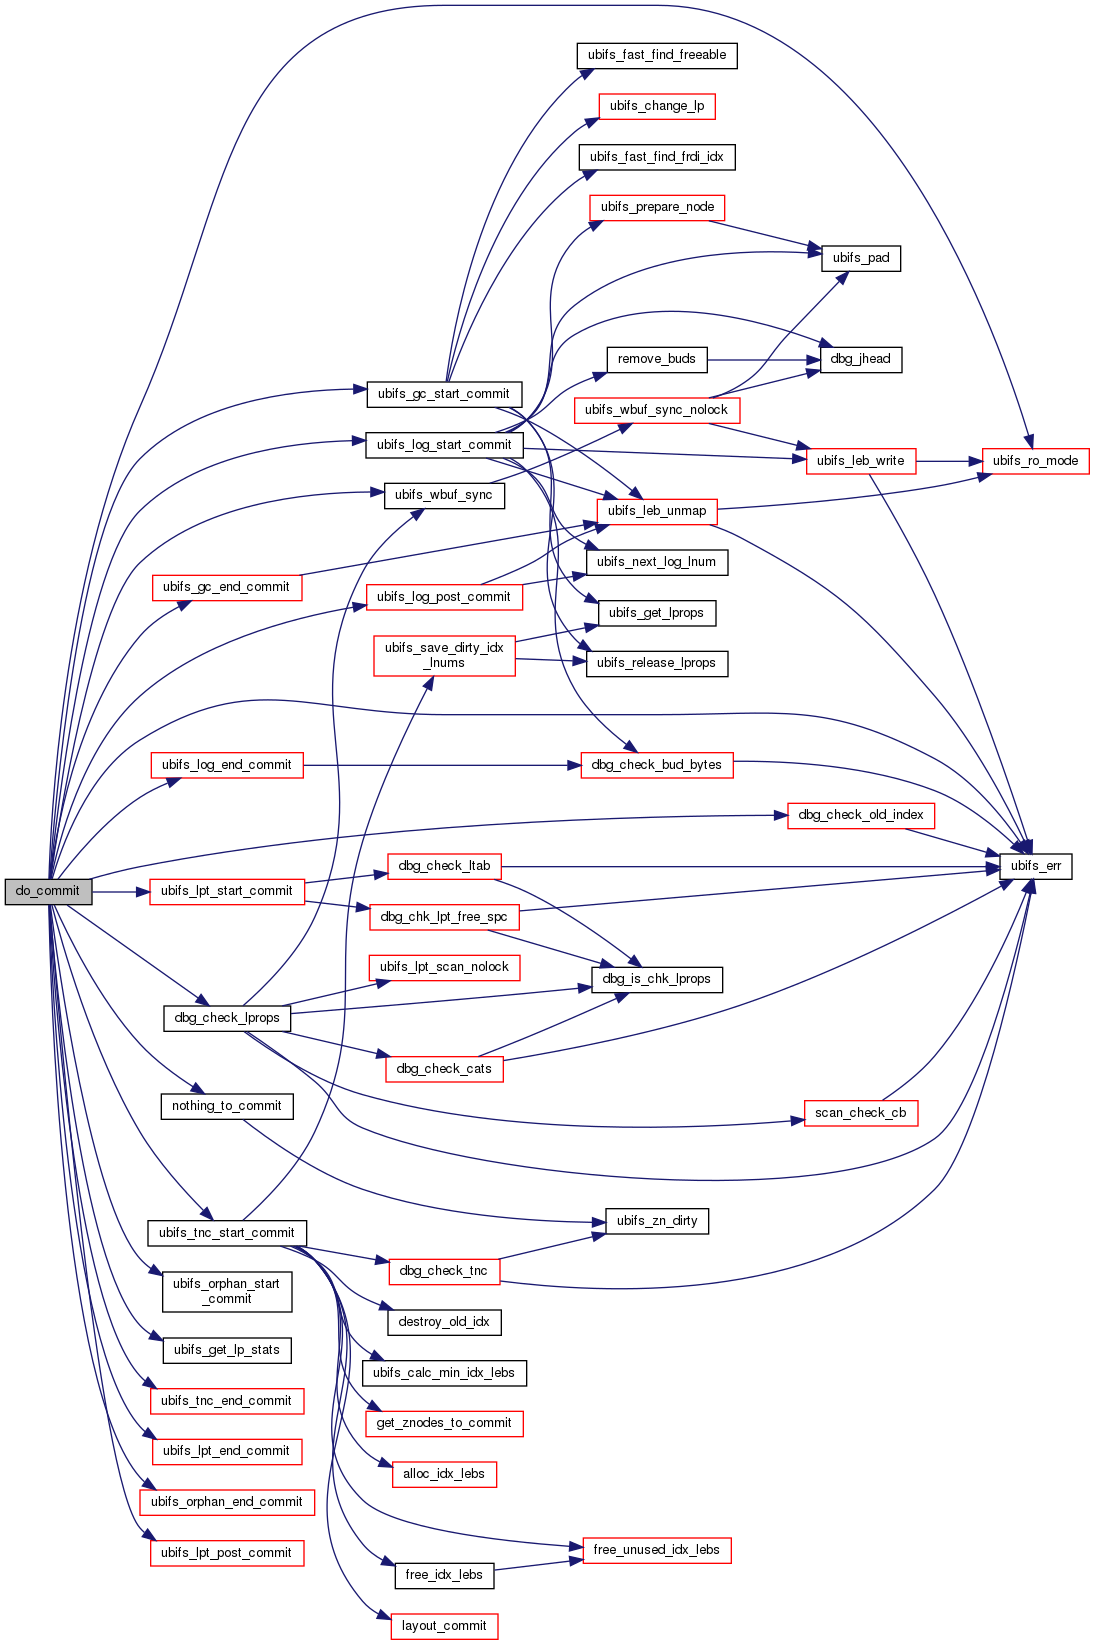 ubifs_fast_find_freeable
ubifs_change_lp
ubifs_fast_find_frdi_idx
ubifs_prepare_node
ubifs_pad
remove_buds
dbg_jhead
ubifs_gc_start_commit
ubifs_wbuf_sync_nolock
ubifs_log_start_commit
ubifs_leb_write
ubifs_ro_mode
ubifs_wbuf_sync
ubifs_leb_unmap
ubifs_next_log_lnum
ubifs_gc_end_commit
ubifs_log_post_commit
ubifs_get_lprops
ubifs_save_dirty_idx
_lnums
ubifs_release_lprops
ubifs_log_end_commit
dbg_check_bud_bytes
dbg_check_old_index
dbg_check_ltab
ubifs_err
do_commit
ubifs_lpt_start_commit
dbg_chk_lpt_free_spc
ubifs_lpt_scan_nolock
dbg_is_chk_lprops
dbg_check_lprops
dbg_check_cats
nothing_to_commit
scan_check_cb
ubifs_tnc_start_commit
ubifs_zn_dirty
dbg_check_tnc
ubifs_orphan_start
_commit
destroy_old_idx
ubifs_get_lp_stats
ubifs_calc_min_idx_lebs
ubifs_tnc_end_commit
get_znodes_to_commit
ubifs_lpt_end_commit
alloc_idx_lebs
ubifs_orphan_end_commit
ubifs_lpt_post_commit
free_unused_idx_lebs
free_idx_lebs
layout_commit